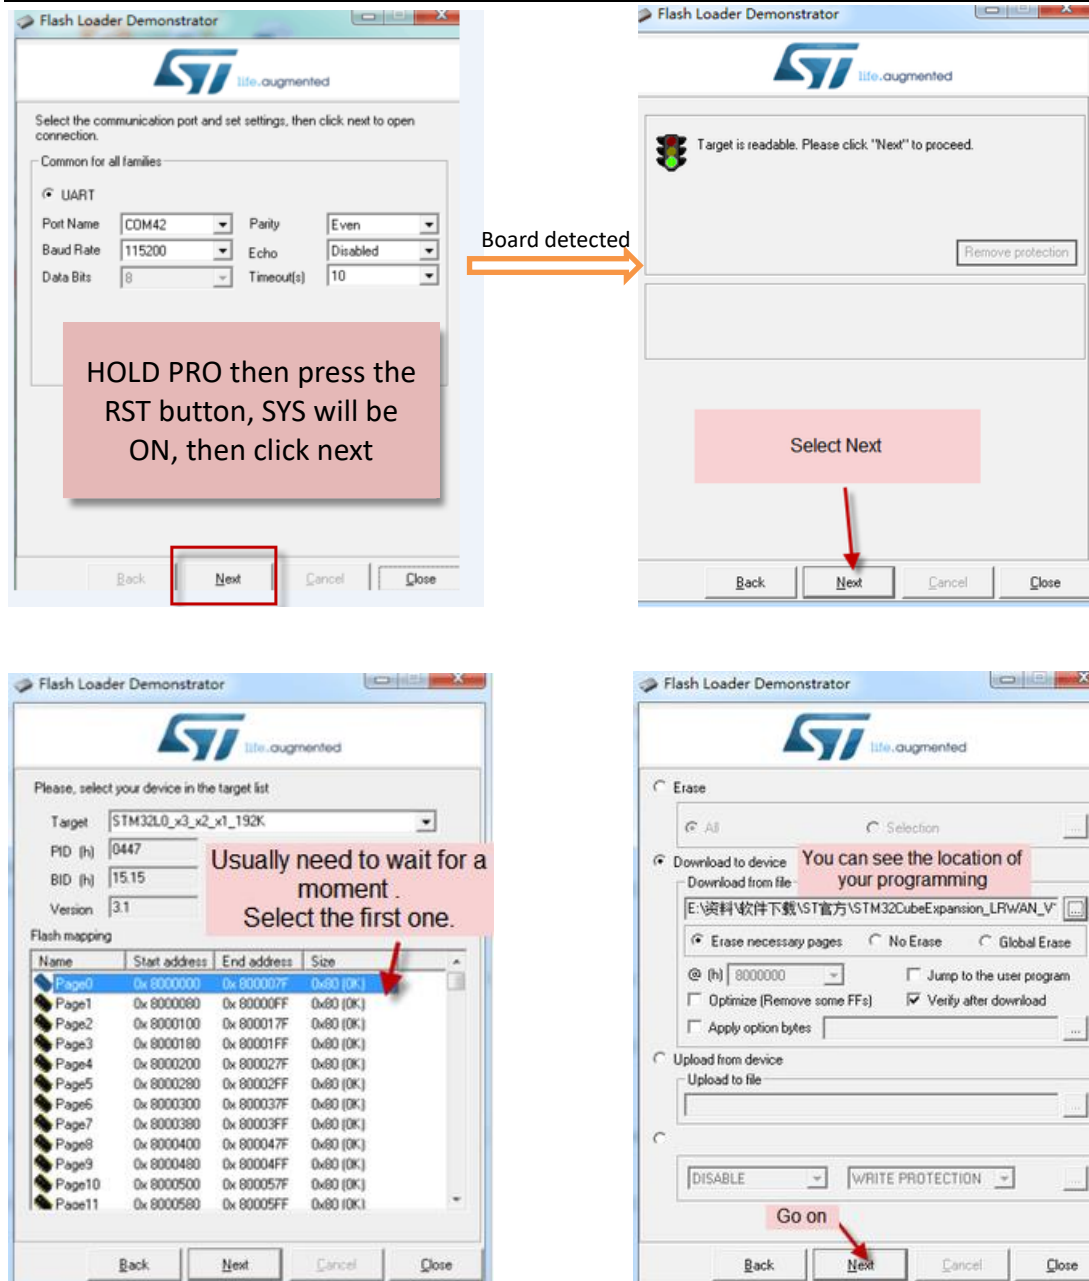 Flash Loader Demonstrator
life.augmented
Select the communication port and set settings, then click next to open
connection.
Common for all families
UART
Port Name COM42 Parity Even
Baud Rate 115200 Echo Disabled
Data Bits 8 Timeout(s) 10
HOLD PRO then press the
RST button, SYS will be
ON, then click next
Back Next Cancel Close
Board detected
Flash Loader Demonstrator
life.augmented
Target is readable. Please click "Next" to proceed.
Remove protection
Select Next
Back Next Cancel Close
Flash Loader Demonstrator
life.augmented
Please, select your device in the target list
Target STM32L0_x3_x2_x1_192K
PID (h) 0447
BID (h) 15.15
Version 3.1
Usually need to wait for a
moment .
Select the first one.
Flash mapping
Name Start address End address Size
Page0 0x 8000000 0x 800007F 0x80 (0K)
Page1 0x 8000080 0x 80000FF 0x80 (0K)
Page2 0x 8000100 0x 800017F 0x80 (0K)
Page3 0x 8000180 0x 80001FF 0x80 (0K)
Page4 0x 8000200 0x 800027F 0x80 (0K)
Page5 0x 8000280 0x 80002FF 0x80 (0K)
Page6 0x 8000300 0x 800037F 0x80 (0K)
Page7 0x 8000380 0x 80003FF 0x80 (0K)
Page8 0x 8000400 0x 800047F 0x80 (0K)
Page9 0x 8000480 0x 80004FF 0x80 (0K)
Page10 0x 8000500 0x 800057F 0x80 (0K)
Page11 0x 8000580 0x 80005FF 0x80 (0K)
Back Next Cancel Close
Flash Loader Demonstrator
life.augmented
Erase
All Selection ...
Download to device
You can see the location of
your programming
Download from file
E:\资料\软件下载\ST官方\STM32CubeExpansion_LRWAN_V ...
Erase necessary pages No Erase Global Erase
@ (h) 8000000 Jump to the user program
Optimize (Remove some FFs) Verify after download
Apply option bytes ...
Upload from device
Upload to file
...
DISABLE WRITE PROTECTION ...
Go on
Back Next Cancel Close